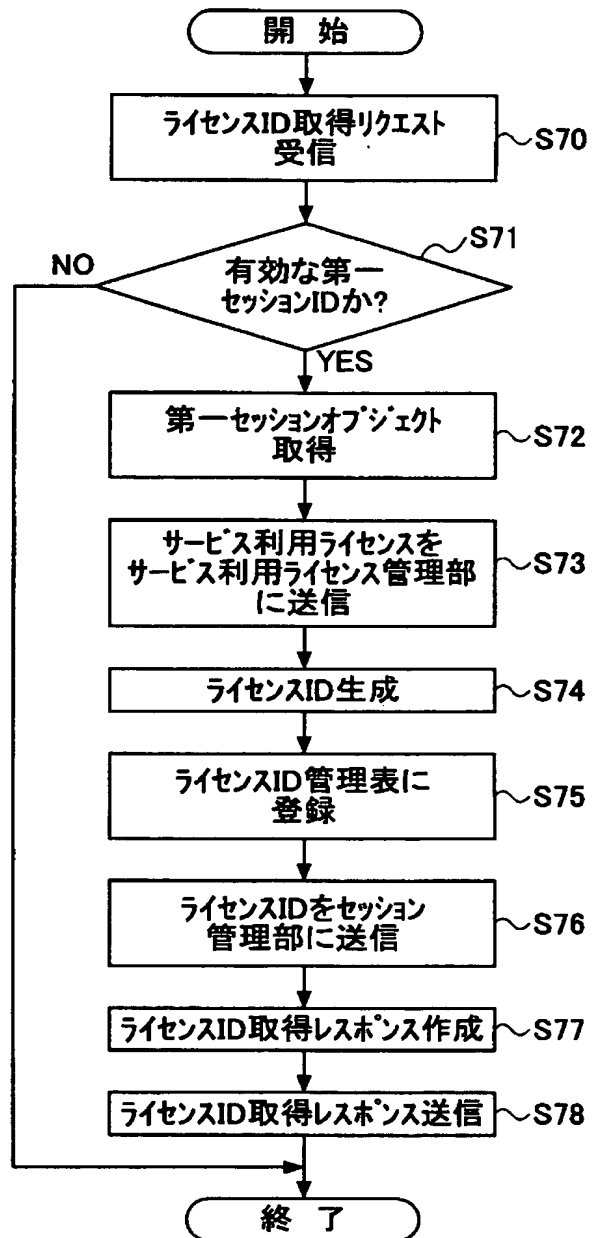 開始
ライセンスID取得リクエスト
受信
S70
S71
NO
有効な第一
セッションIDか?
YES
第一セッションオブジェクト
取得
S72
サービス利用ライセンスを
サービス利用ライセンス管理部
に送信
S73
ライセンスID生成
S74
ライセンスID管理表に
登録
S75
ライセンスIDをセッション
管理部に送信
S76
ライセンスID取得レスポンス作成
S77
ライセンスID取得レスポンス送信
S78
終了